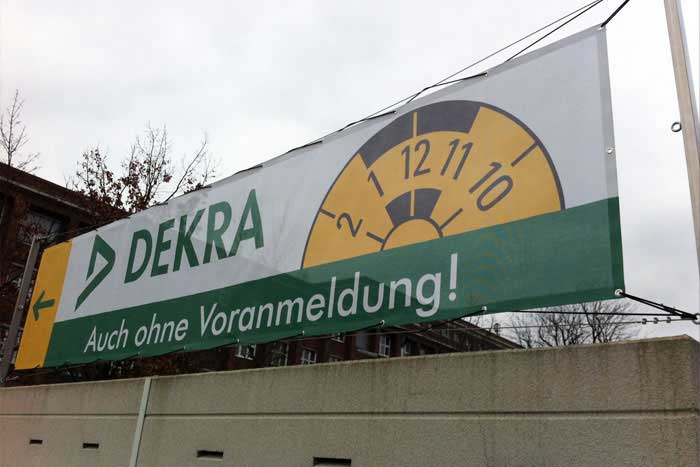 2 1 12 11 10
DEKRA
Auch ohne Voranmeldung!